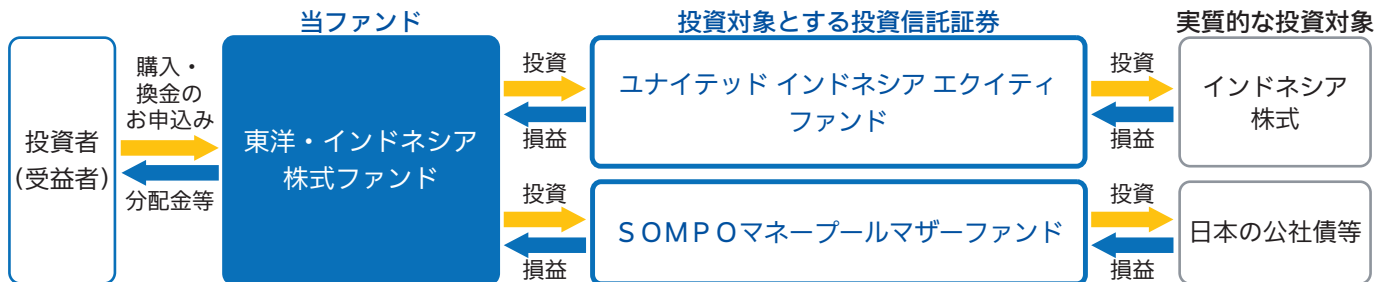 当ファンド
投資対象とする投資信託証券
実質的な投資対象
投資者
(受益者)
購入・
換金の
お申込み
分配金等
東洋・インドネシア
株式ファンド
投資
損益
ユナイテッド インドネシア エクイティ
ファンド
投資
損益
インドネシア
株式
投資
損益
SOMPOマネープールマザーファンド
投資
損益
日本の公社債等